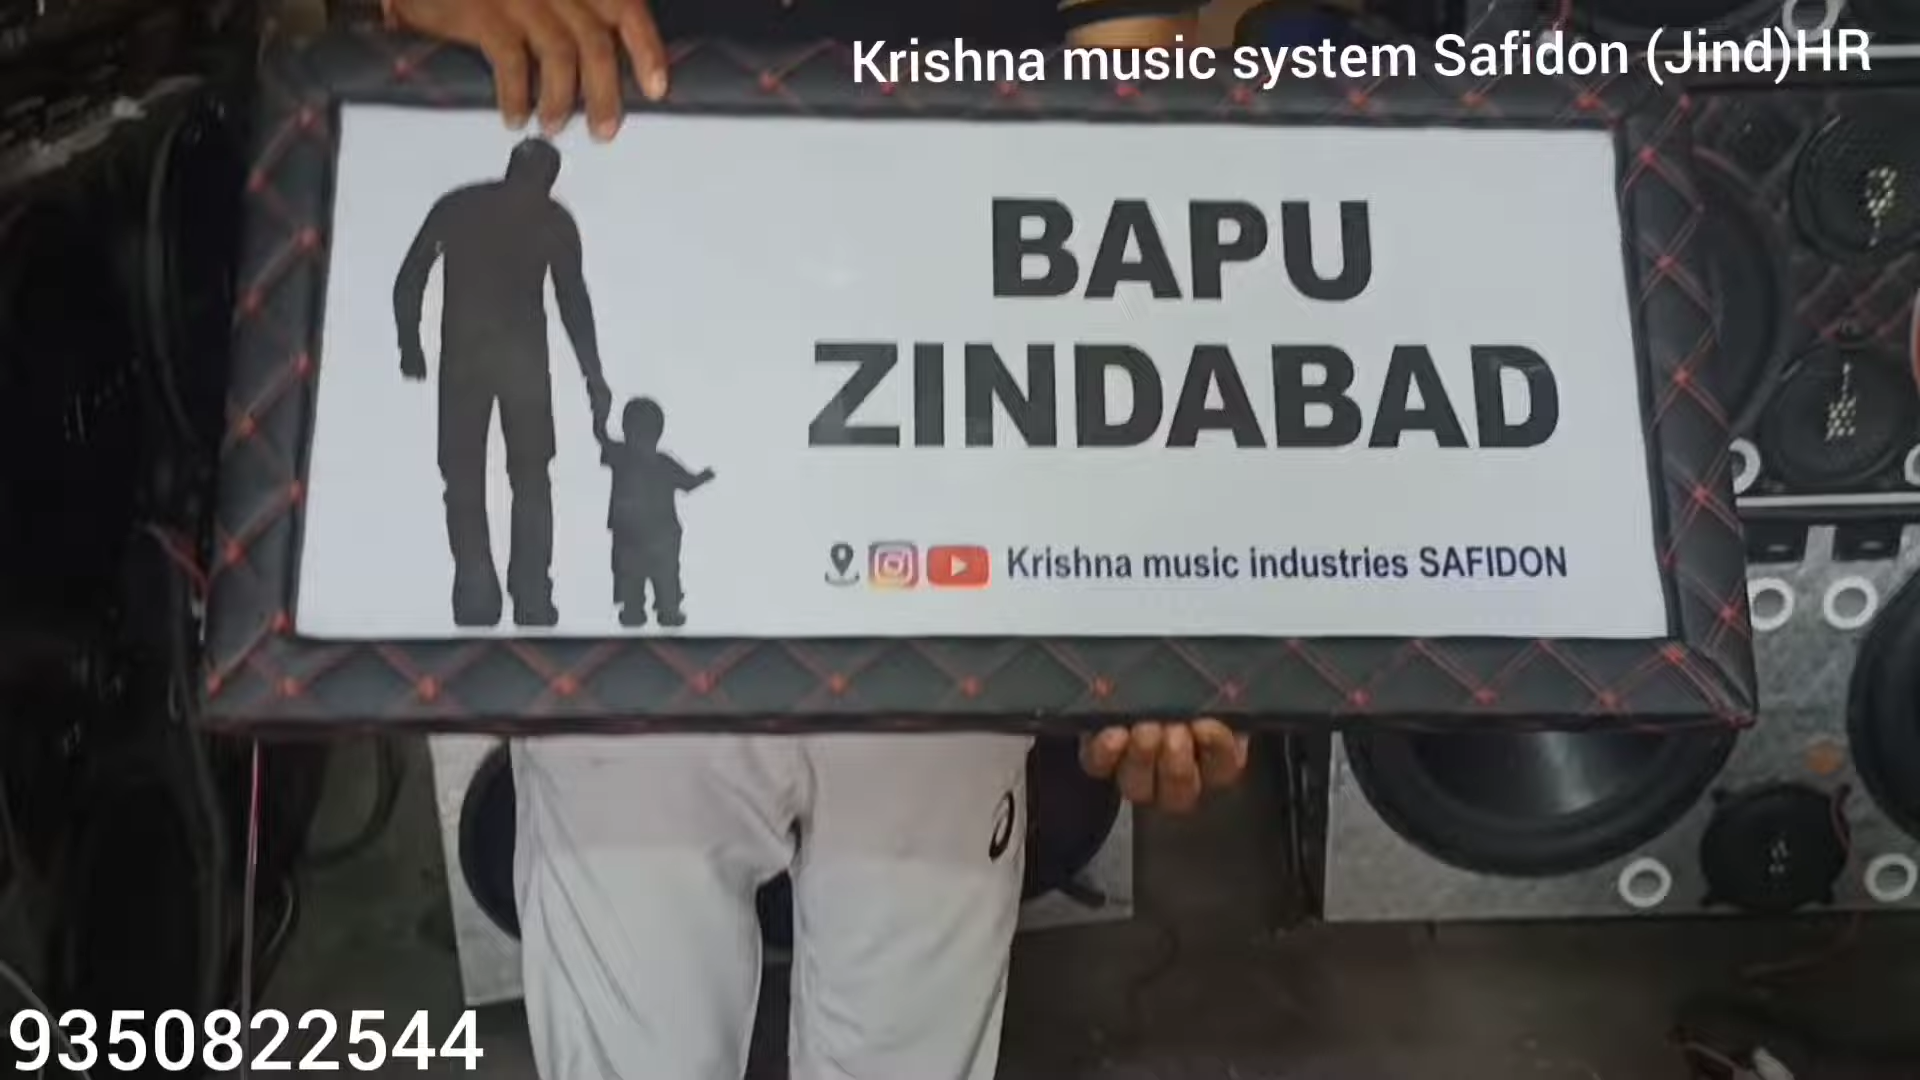 Krishna music system Safidon (Jind)HR
BAPU
ZINDABAD
Krishna music industries SAFIDON
9350822544